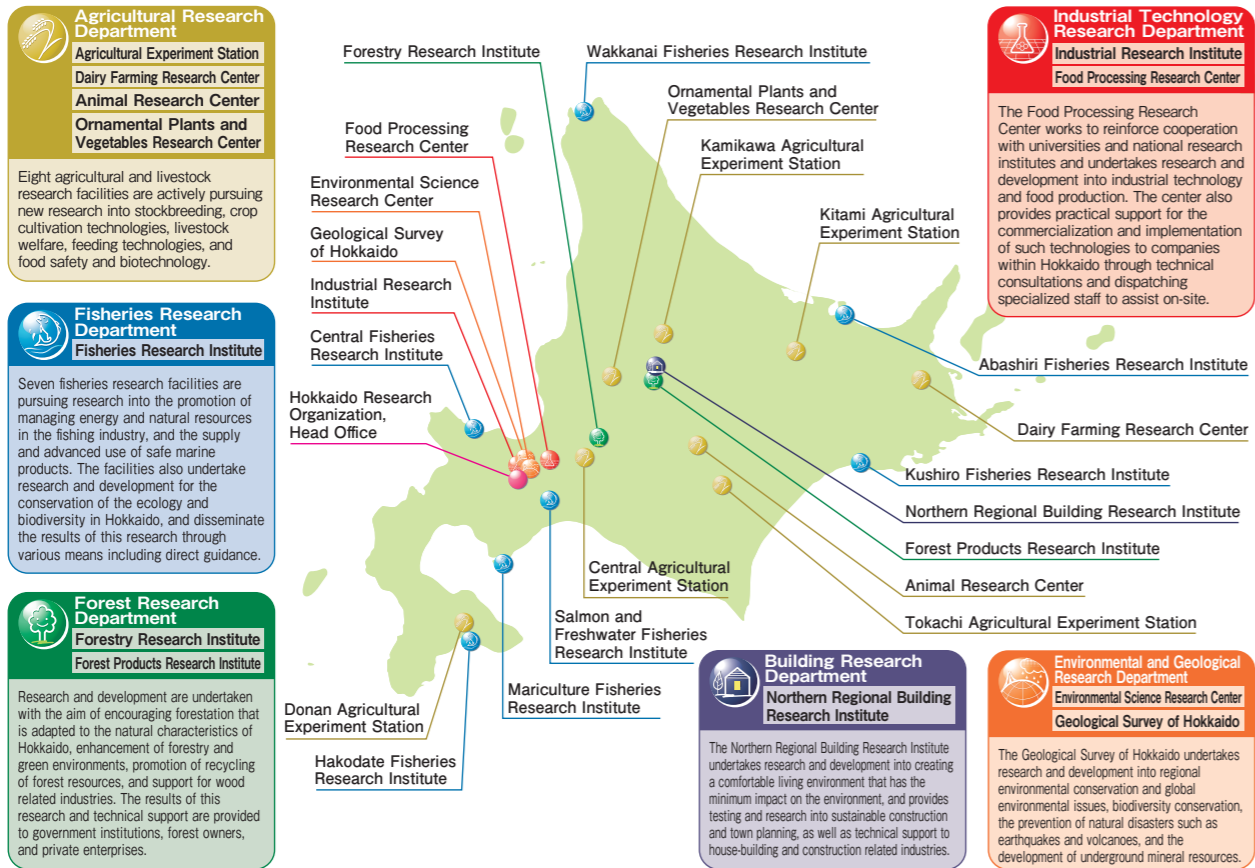 Agricultural Research
Department
Agricultural Experiment Station
Dairy Farming Research Center
Animal Research Center
Ornamental Plants and
Vegetables Research Center
Eight agricultural and livestock
research facilities are actively pursuing
new research into stockbreeding, crop
cultivation technologies, livestock
welfare, feeding technologies, and
food safety and biotechnology.
Fisheries Research
Department
Fisheries Research Institute
Seven fisheries research facilities are
pursuing research into the promotion of
managing energy and natural resources
in the fishing industry, and the supply
and advanced use of safe marine
products. The facilities also undertake
research and development for the
conservation of the ecology and
biodiversity in Hokkaido, and disseminate
the results of this research through
various means including direct guidance.
Forest Research
Department
Forestry Research Institute
Forest Products Research Institute
Research and development are undertaken
with the aim of encouraging forestation that
is adapted to the natural characteristics of
Hokkaido, enhancement of forestry and
green environments, promotion of recycling
of forest resources, and support for wood
related industries. The results of this
research and technical support are provided
to government institutions, forest owners,
and private enterprises.
Forestry Research Institute
Food Processing
Research Center
Environmental Science
Research Center
Geological Survey
of Hokkaido
Industrial Research
Institute
Central Fisheries
Research Institute
Hokkaido Research
Organization,
Head Office
Donan Agricultural
Experiment Station
Hakodate Fisheries
Research Institute
Wakkanai Fisheries Research Institute
Ornamental Plants and
Vegetables Research Center
Kamikawa Agricultural
Experiment Station
Kitami Agricultural
Experiment Station
Abashiri Fisheries Research Institute
Dairy Farming Research Center
Kushiro Fisheries Research Institute
Northern Regional Building Research Institute
Forest Products Research Institute
Animal Research Center
Tokachi Agricultural Experiment Station
Central Agricultural
Experiment Station
Salmon and
Freshwater Fisheries
Research Institute
Mariculture Fisheries
Research Institute
Industrial Technology
Research Department
Industrial Research Institute
Food Processing Research Center
The Food Processing Research
Center works to reinforce cooperation
with universities and national research
institutes and undertakes research and
development into industrial technology
and food production. The center also
provides practical support for the
commercialization and implementation
of such technologies to companies
within Hokkaido through technical
consultations and dispatching
specialized staff to assist on-site.
Building Research
Department
Northern Regional Building
Research Institute
The Northern Regional Building Research Institute
undertakes research and development into creating
a comfortable living environment that has the
minimum impact on the environment, and provides
testing and research into sustainable construction
and town planning, as well as technical support to
house-building and construction related industries.
Environmental and Geological
Research Department
Environmental Science Research Center
Geological Survey of Hokkaido
The Geological Survey of Hokkaido undertakes
research and development into regional
environmental conservation and global
environmental issues, biodiversity conservation,
the prevention of natural disasters such as
earthquakes and volcanoes, and the
development of underground mineral resources.